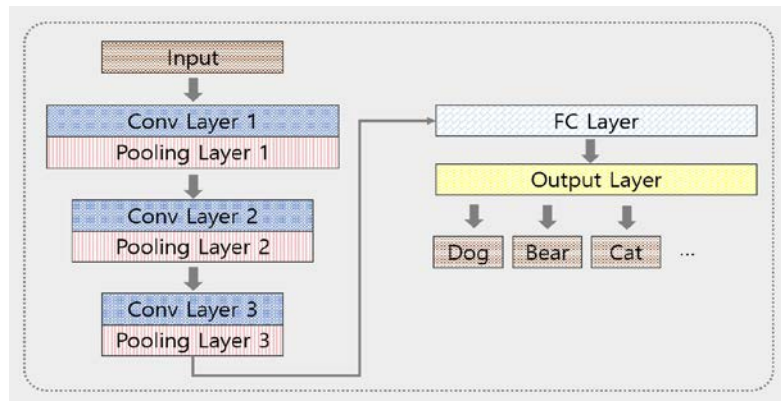 Input
Conv Layer 1
Pooling Layer 1
Conv Layer 2
Pooling Layer 2
Conv Layer 3
Pooling Layer 3
FC Layer
Output Layer
Dog Bear Cat ...